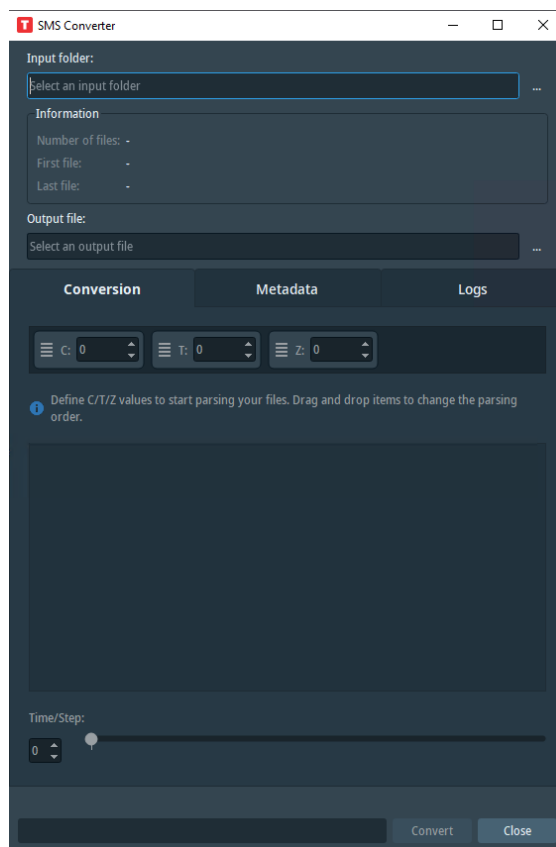 T SMS Converter
Input folder:
Select an input folder
...
Information
Number of files: -
First file: -
Last file: -
Output file:
Select an output file
...
Conversion Metadata Logs
C: 0 T: 0 Z: 0
Define C/T/Z values to start parsing your files. Drag and drop items to change the parsing
order.
Time/Step:
0
Convert Close